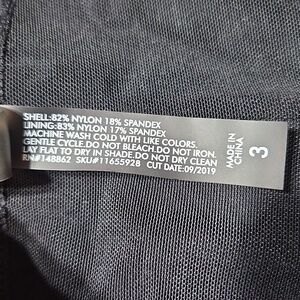 SHELL:82% NYLON 18% SPANDEX
LINING:83% NYLON 17% SPANDEX
MACHINE WASH COLD WITH LIKE COLORS.
GENTLE CYCLE.DO NOT BLEACH.DO NOT IRON.
LAY FLAT TO DRY IN SHADE.DO NOT DRY CLEAN
RN#148862 SKU#11655928 CUT DATE:09/2019
MADE IN
CHINA
3